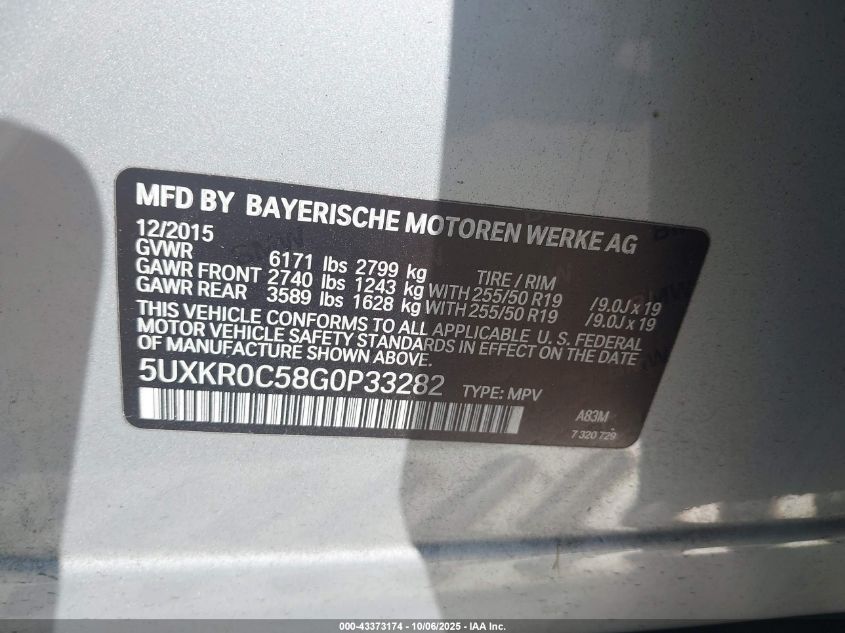 MFD BY BAYERISCHE MOTOREN WERKE AG
12/2015
GVWR 6171 lbs 2799 kg TIRE / RIM
GAWR FRONT 2740 lbs 1243 kg WITH 255/50 R19 /9.0J x 19
GAWR REAR 3589 lbs 1628 kg WITH 255/50 R19 /9.0J x 19
THIS VEHICLE CONFORMS TO ALL APPLICABLE U. S. FEDERAL
MOTOR VEHICLE SAFETY STANDARDS IN EFFECT ON THE DATE
OF MANUFACTURE SHOWN ABOVE.
5UXKR0C58G0P33282 TYPE: MPV
A83M
7 320 729
000-43373174 - 10/06/2025 - IAA Inc.